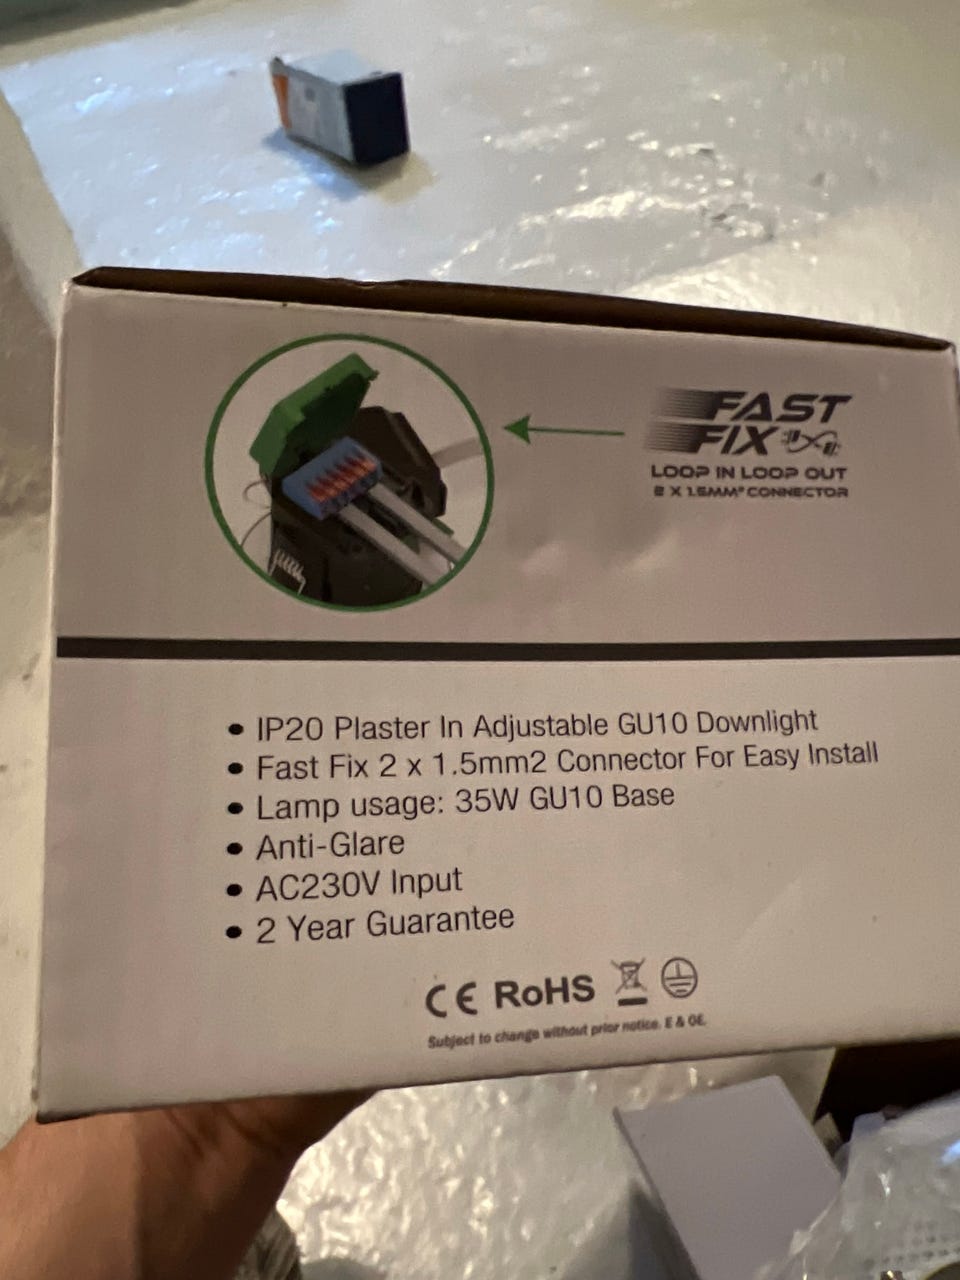 FAST
FIX
LOOP IN LOOP OUT
2 X 1.5MM² CONNECTOR
• IP20 Plaster In Adjustable GU10 Downlight
• Fast Fix 2 x 1.5mm2 Connector For Easy Install
• Lamp usage: 35W GU10 Base
• Anti-Glare
• AC230V Input
• 2 Year Guarantee
CE RoHS
Subject to change without prior notice. E & OE.